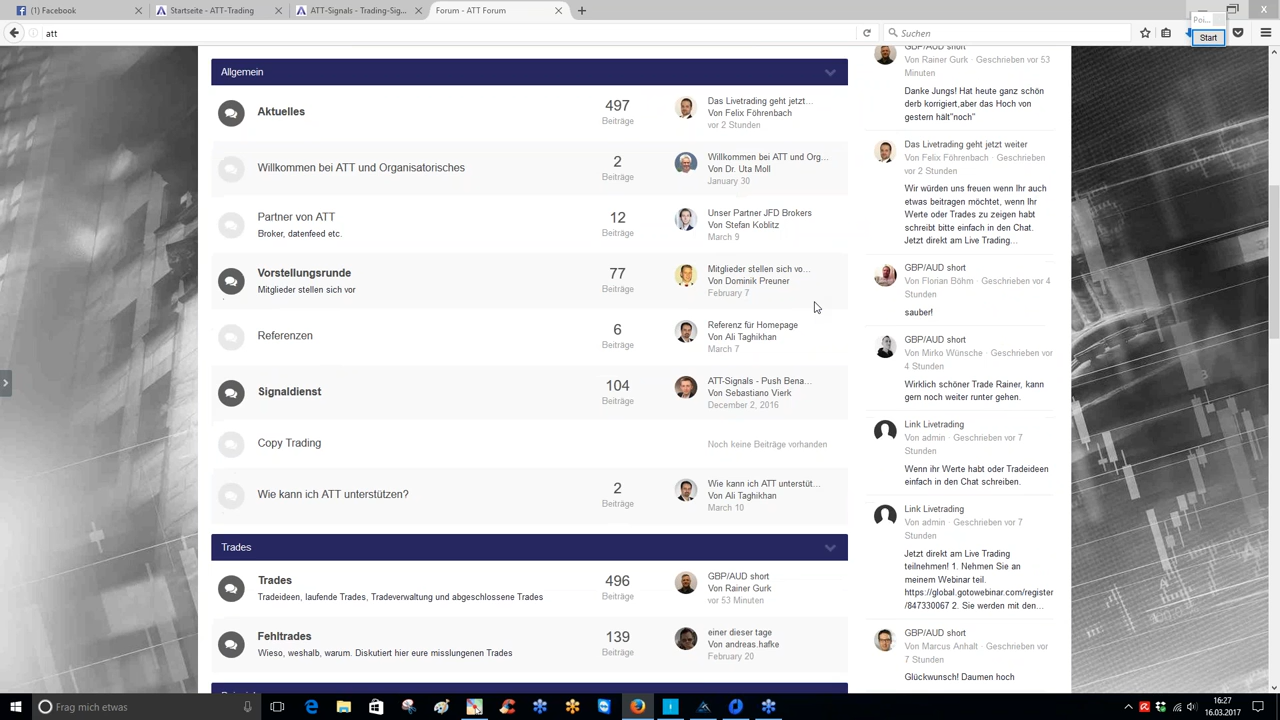 (1) Facebook
Startseite - ATT-Trading
ATT-Signals - Trading-Sig...
Forum - ATT Forum
att
Suchen
Poi...
Start
Allgemein
Aktuelles
497
Beiträge
Das Livetrading geht jetzt...
Von Felix Föhrenbach
vor 2 Stunden
Willkommen bei ATT und Organisatorisches
2
Beiträge
Willkommen bei ATT und Org...
Von Dr. Uta Moll
January 30
Partner von ATT
Broker, datenfeed etc.
12
Beiträge
Unser Partner JFD Brokers
Von Stefan Koblitz
March 9
Vorstellungsrunde
Mitglieder stellen sich vor
77
Beiträge
Mitglieder stellen sich vo...
Von Dominik Preuner
February 7
Referenzen
6
Beiträge
Referenz für Homepage
Von Ali Taghikhan
March 7
Signaldienst
104
Beiträge
ATT-Signals - Push Bena...
Von Sebastiano Vierk
December 2, 2016
Copy Trading
Noch keine Beiträge vorhanden
Wie kann ich ATT unterstützen?
2
Beiträge
Wie kann ich ATT unterstüt...
Von Ali Taghikhan
March 10
Trades
Trades
Tradeideen, laufende Trades, Tradeverwaltung und abgeschlossene Trades
496
Beiträge
GBP/AUD short
Von Rainer Gurk
vor 53 Minuten
Fehltrades
Wieso, weshalb, warum. Diskutiert hier eure misslungenen Trades
139
Beiträge
einer dieser tage
Von andreas.hafke
February 20
GBP/AUD short
Von Rainer Gurk · Geschrieben vor 53
Minuten
Danke Jungs! Hat heute ganz schön
derb korrigiert,aber das Hoch von
gestern hält"noch"
Das Livetrading geht jetzt weiter
Von Felix Föhrenbach · Geschrieben
vor 2 Stunden
Wir würden uns freuen wenn Ihr auch
etwas beitragen möchtet, wenn Ihr
Werte oder Trades zu zeigen habt
schreibt bitte einfach in den Chat.
Jetzt direkt am Live Trading...
GBP/AUD short
Von Florian Böhm · Geschrieben vor 4
Stunden
sauber!
GBP/AUD short
Von Mirko Wünsche · Geschrieben vor
4 Stunden
Wirklich schöner Trade Rainer, kann
gern noch weiter runter gehen.
Link Livetrading
Von admin · Geschrieben vor 7
Stunden
Wenn ihr Werte habt oder Tradeideen
einfach in den Chat schreiben.
Link Livetrading
Von admin · Geschrieben vor 7
Stunden
Jetzt direkt am Live Trading
teilnehmen! 1. Nehmen Sie an
meinem Webinar teil.
https://global.gotowebinar.com/register
/847330067 2. Sie werden mit den...
GBP/AUD short
Von Marcus Anhalt · Geschrieben vor
7 Stunden
Glückwunsch! Daumen hoch
Frag mich etwas
16:27
16.03.2017